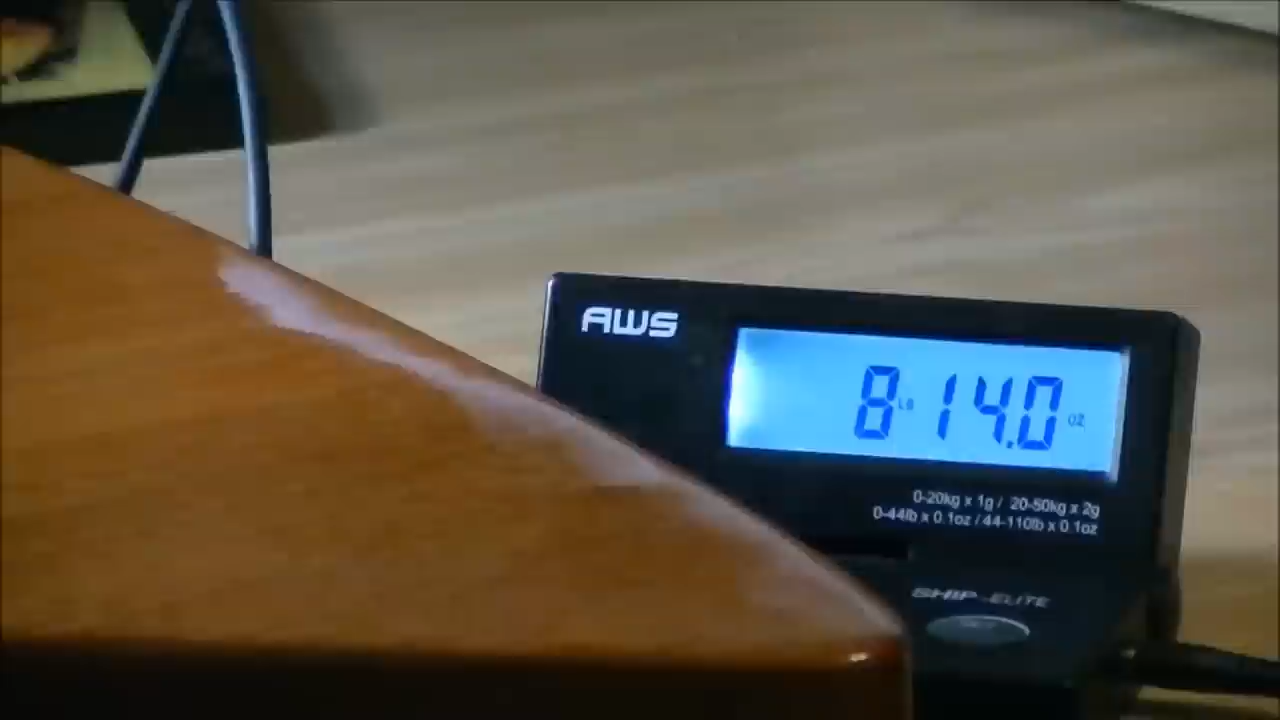 AWS
8 LB 14.0 OZ
0-20kg x 1g / 20-50kg x 2g
0-44lb x 0.1oz / 44-110lb x 0.1oz
SHIP-ELITE